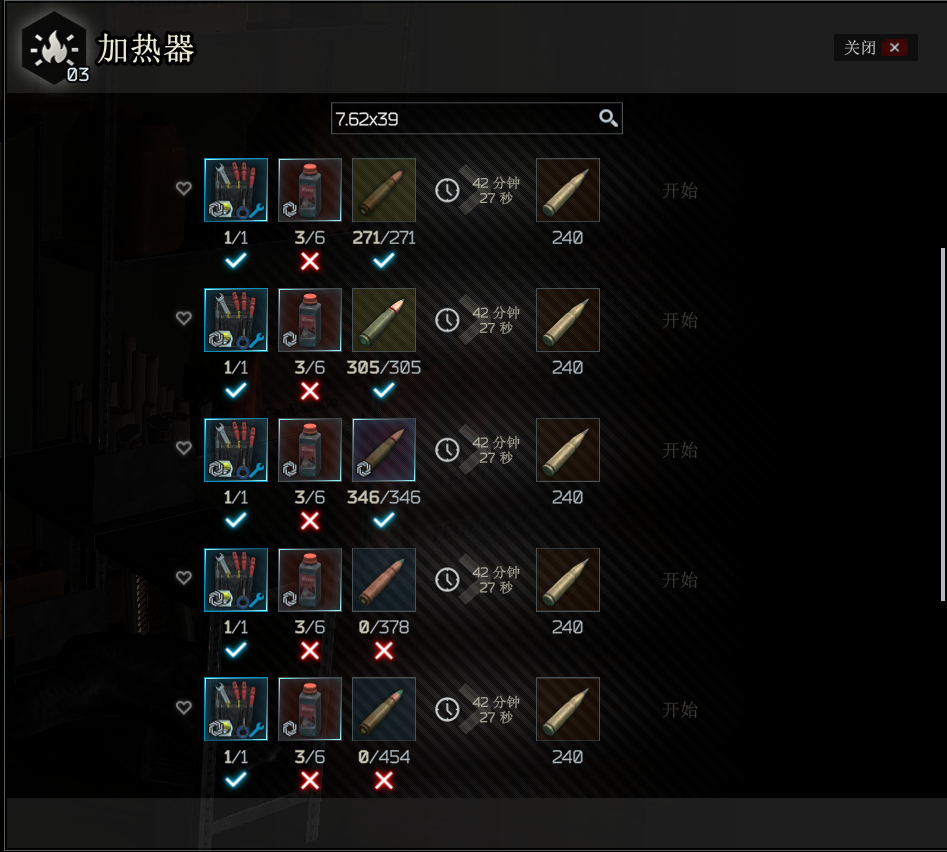 03
加热器
关闭
7.62x39
42 分钟
27 秒
开始
1/1
3/6
271/271
240
42 分钟
27 秒
开始
1/1
3/6
305/305
240
42 分钟
27 秒
开始
1/1
3/6
346/346
240
42 分钟
27 秒
开始
1/1
3/6
0/378
240
42 分钟
27 秒
开始
1/1
3/6
0/454
240